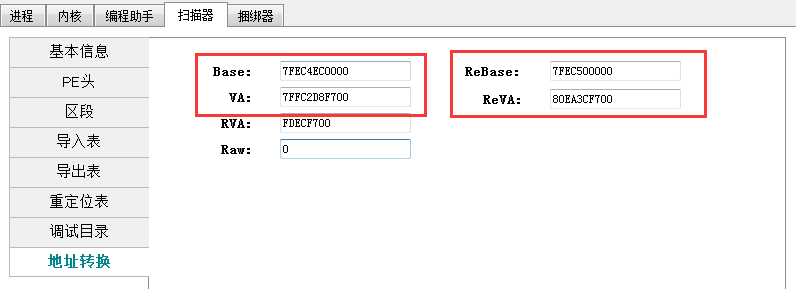 进程 内核 编程助手 扫描器 捆绑器
基本信息
PE头
区段
导入表
导出表
重定位表
调试目录
地址转换
Base: 7FEC4EC0000
VA: 7FFC2D8F700
RVA: FDECF700
Raw: 0
ReBase: 7FEC500000
ReVA: 80EA3CF700